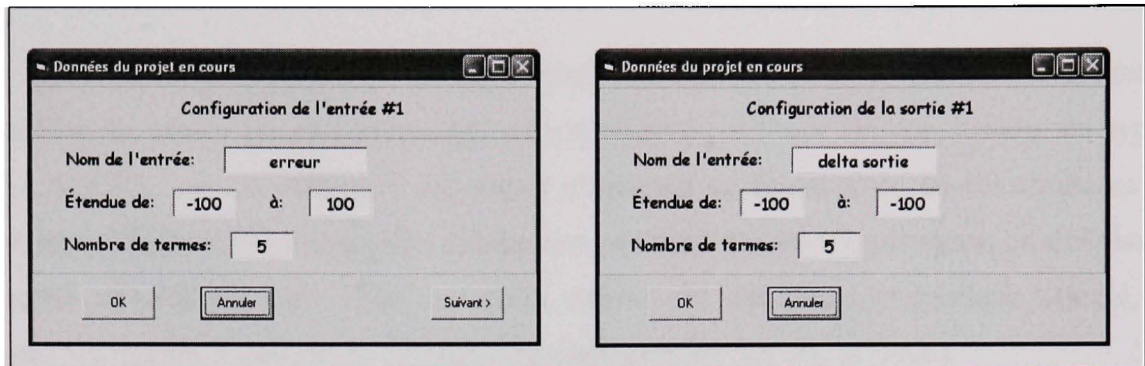 Données du projet en cours
Configuration de l'entrée #1
Nom de l'entrée: erreur
Étendue de: -100 à: 100
Nombre de termes: 5
OK Annuler Suivant >
Données du projet en cours
Configuration de la sortie #1
Nom de l'entrée: delta sortie
Étendue de: -100 à: -100
Nombre de termes: 5
OK Annuler